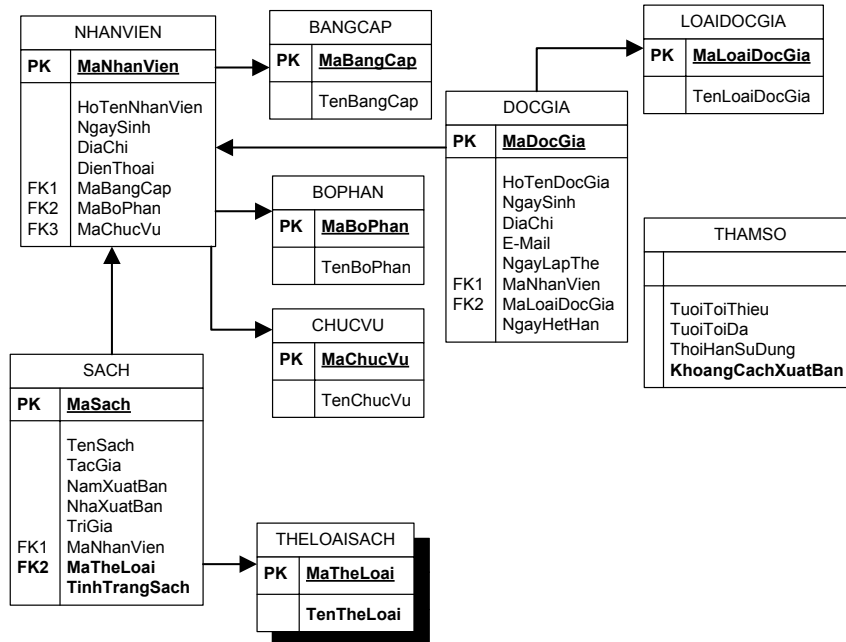 NHANVIEN
PK MaNhanVien
HoTenNhanVien
NgaySinh
DiaChi
DienThoai
FK1 MaBangCap
FK2 MaBoPhan
FK3 MaChucVu
BANGCAP
PK MaBangCap
TenBangCap
LOAIDOCGIA
PK MaLoaiDocGia
TenLoaiDocGia
DOCGIA
PK MaDocGia
HoTenDocGia
NgaySinh
DiaChi
E-Mail
NgayLapThe
FK1 MaNhanVien
FK2 MaLoaiDocGia
NgayHetHan
BOPHAN
PK MaBoPhan
TenBoPhan
THAMSO
TuoiToiThieu
TuoiToiDa
ThoiHanSuDung
KhoangCachXuatBan
CHUCVU
PK MaChucVu
TenChucVu
SACH
PK MaSach
TenSach
TacGia
NamXuatBan
NhaXuatBan
TriGia
FK1 MaNhanVien
FK2 MaTheLoai
TinhTrangSach
THELOAISACH
PK MaTheLoai
TenTheLoai